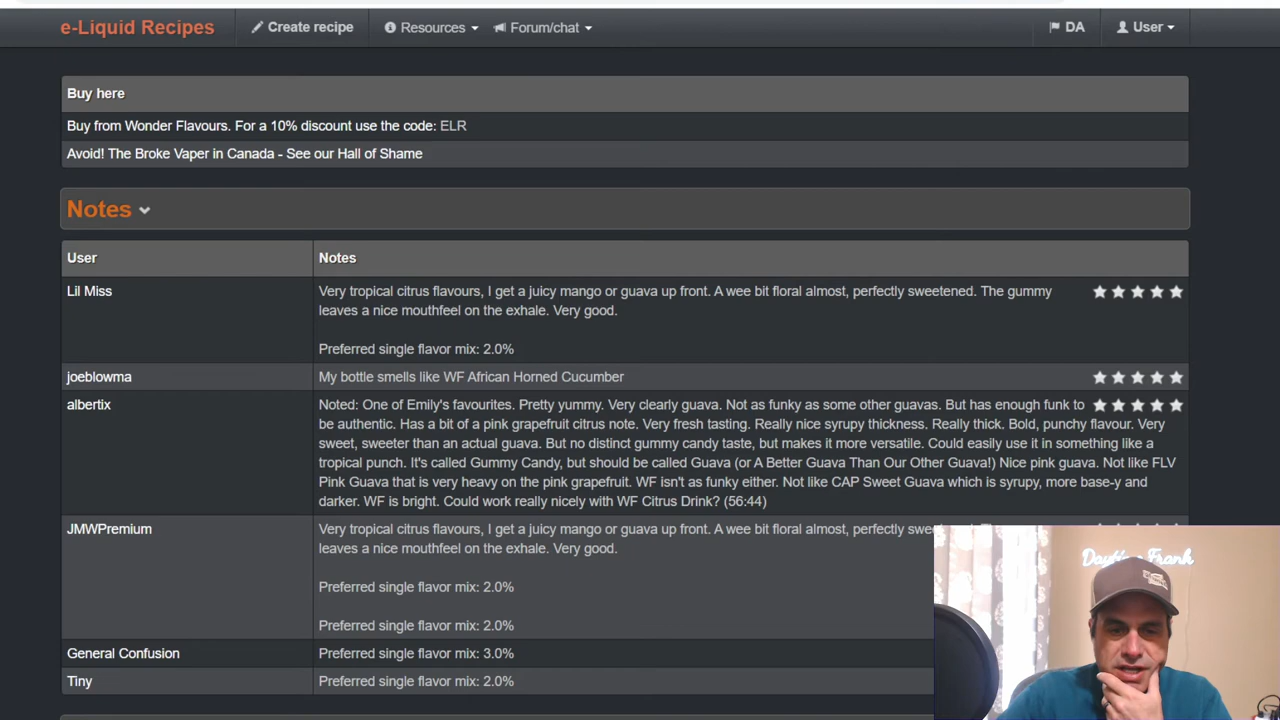 e-Liquid Recipes Create recipe Resources Forum/chat DA User
Buy here
Buy from Wonder Flavours. For a 10% discount use the code: ELR
Avoid! The Broke Vaper in Canada - See our Hall of Shame
Notes
User Notes
Lil Miss Very tropical citrus flavours, I get a juicy mango or guava up front. A wee bit floral almost, perfectly sweetened. The gummy
leaves a nice mouthfeel on the exhale. Very good.
Preferred single flavor mix: 2.0%
joeblowma My bottle smells like WF African Horned Cucumber
albertix Noted: One of Emily's favourites. Pretty yummy. Very clearly guava. Not as funky as some other guavas. But has enough funk to
be authentic. Has a bit of a pink grapefruit citrus note. Very fresh tasting. Really nice syrupy thickness. Really thick. Bold, punchy flavour. Very
sweet, sweeter than an actual guava. But no distinct gummy candy taste, but makes it more versatile. Could easily use it in something like a
tropical punch. It's called Gummy Candy, but should be called Guava (or A Better Guava Than Our Other Guava!) Nice pink guava. Not like FLV
Pink Guava that is very heavy on the pink grapefruit. WF isn't as funky either. Not like CAP Sweet Guava which is syrupy, more base-y and
darker. WF is bright. Could work really nicely with WF Citrus Drink? (56:44)
JMWPremium Very tropical citrus flavours, I get a juicy mango or guava up front. A wee bit floral almost, perfectly
leaves a nice mouthfeel on the exhale. Very good.
Preferred single flavor mix: 2.0%
Preferred single flavor mix: 2.0%
General Confusion Preferred single flavor mix: 3.0%
Tiny Preferred single flavor mix: 2.0%
Frank